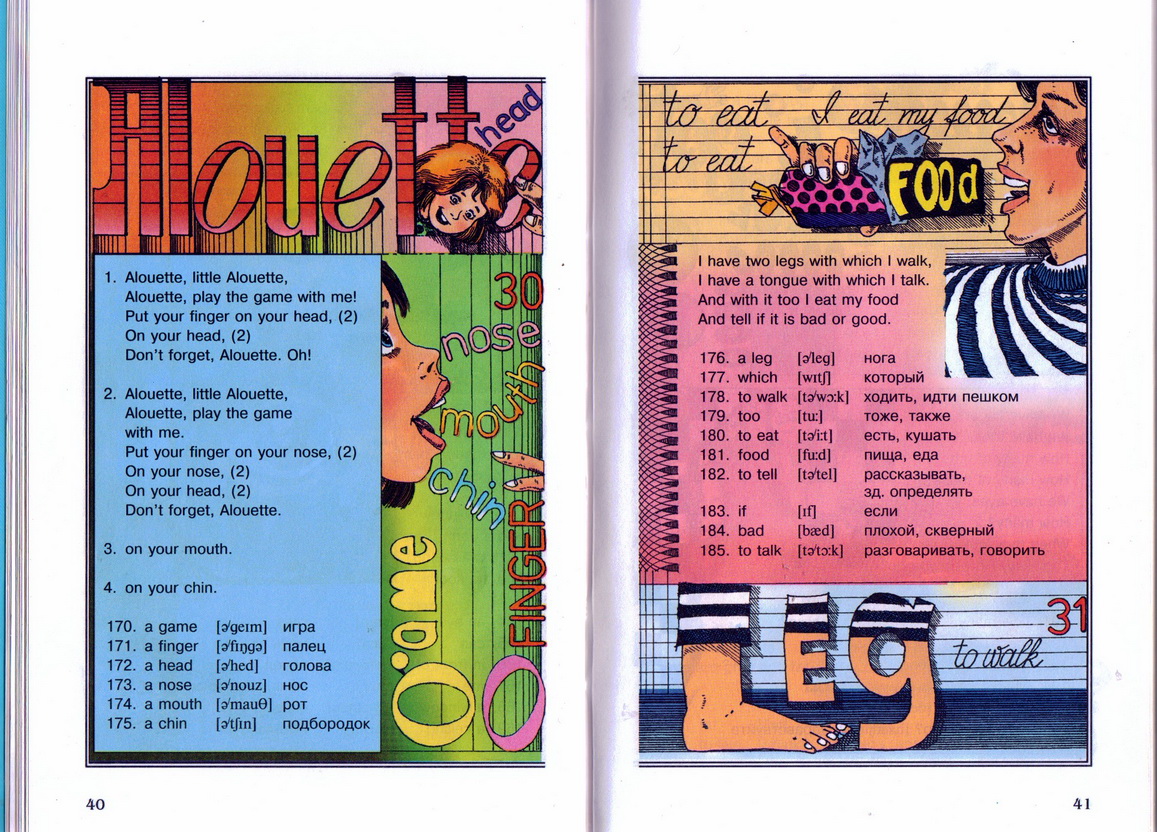 Alouette
head
30
nose
mouth
chin
FINGER
a game
1. Alouette, little Alouette,
Alouette, play the game with me!
Put your finger on your head, (2)
On your head, (2)
Don't forget, Alouette. Oh!
2. Alouette, little Alouette,
Alouette, play the game
with me.
Put your finger on your nose, (2)
On your nose, (2)
On your head, (2)
Don't forget, Alouette.
3. on your mouth.
4. on your chin.
170. a game [ə'geɪm] игра
171. a finger [ə'fɪŋgə] палец
172. a head [ə'hed] голова
173. a nose [ə'nouz] нос
174. a mouth [ə'mauθ] рот
175. a chin [ə'tʃɪn] подбородок
40
to eat I eat my food
to eat
FOOd
I have two legs with which I walk,
I have a tongue with which I talk.
And with it too I eat my food
And tell if it is bad or good.
176. a leg [ə'leg] нога
177. which [wɪtʃ] который
178. to walk [tə'wɔ:k] ходить, идти пешком
179. too [tu:] тоже, также
180. to eat [tə'i:t] есть, кушать
181. food [fu:d] пища, еда
182. to tell [tə'tel] рассказывать,
зд. определять
183. if [ɪf] если
184. bad [bæd] плохой, скверный
185. to talk [tə'tɔ:k] разговаривать, говорить
31
LEg
to walk
41